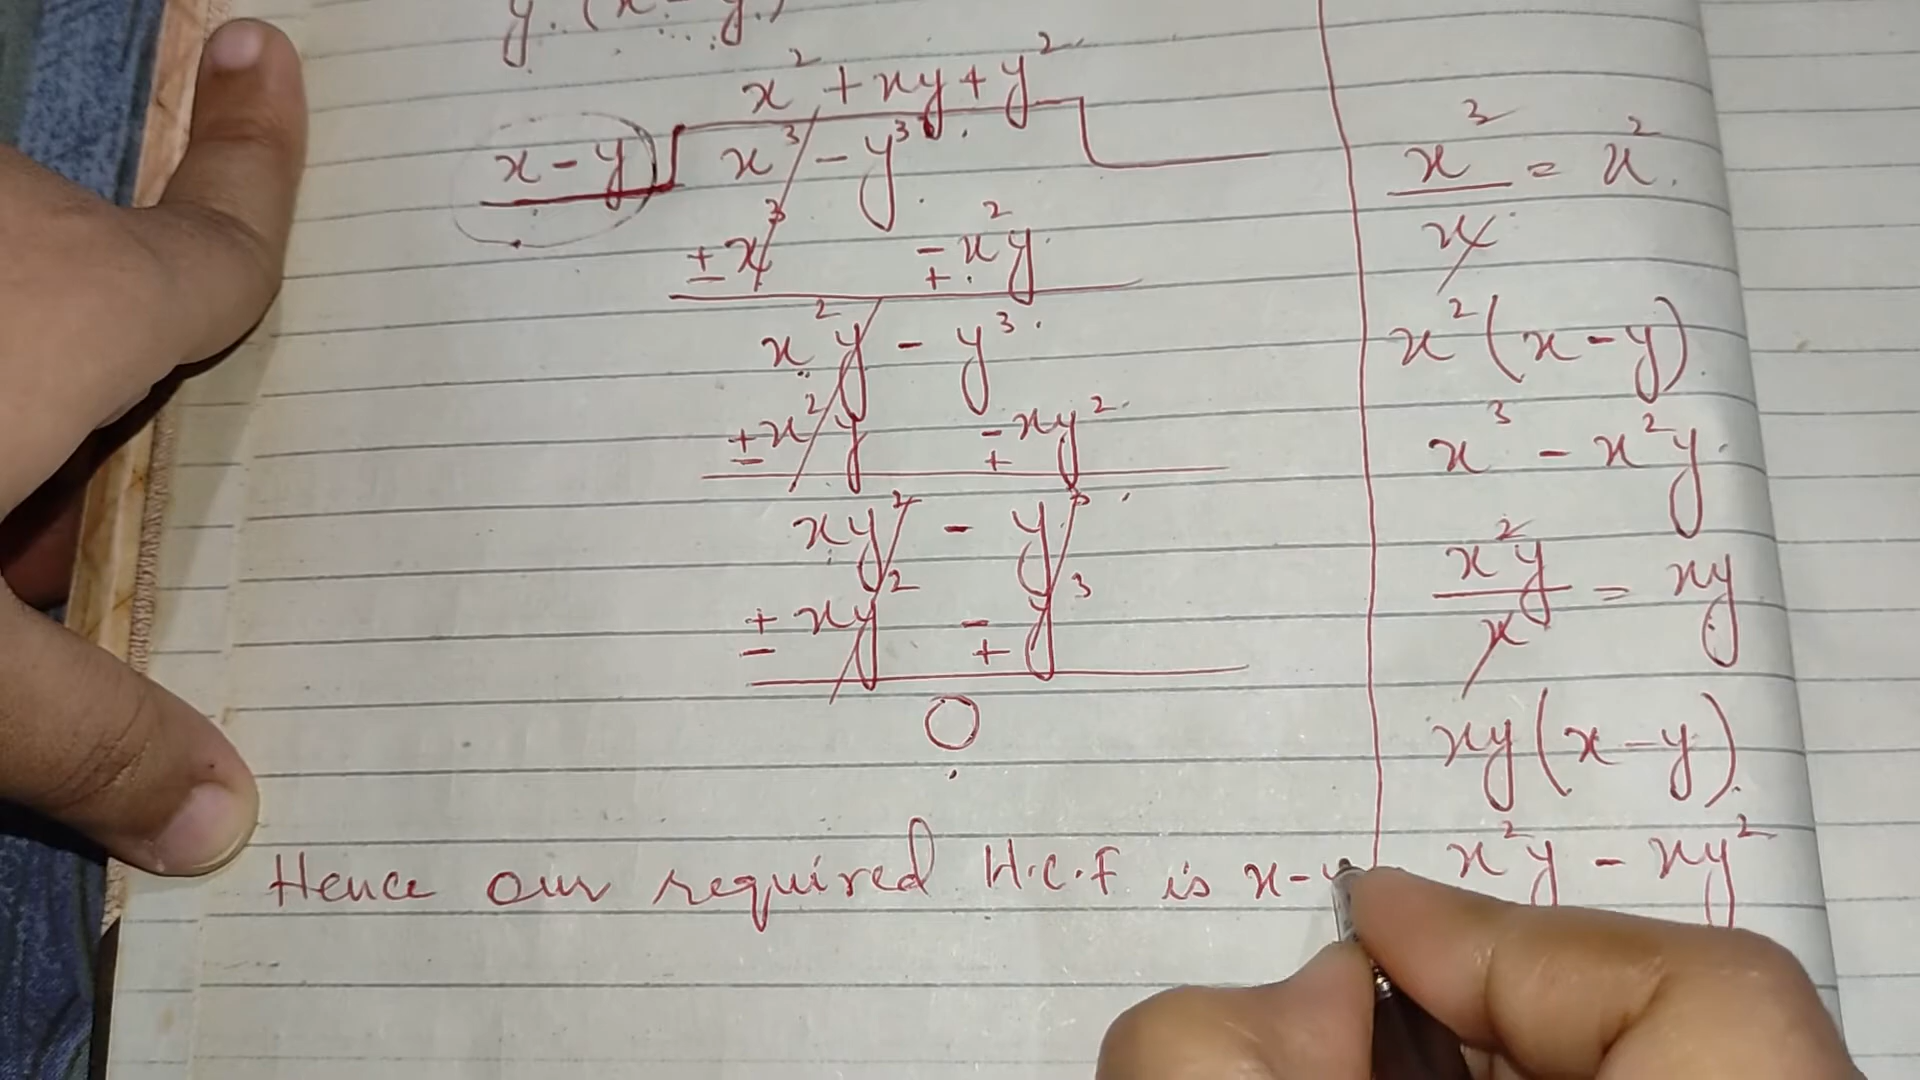 y. (x - y.)
x² + xy + y²
x - y) x³ - y³
± x³ ∓ x²y
x²y - y³
± x²y ∓ xy²
xy² - y³
± xy² ∓ y³
0
Hence our required H.C.F is x-y
x³/x = x²
x²(x-y)
x³ - x²y
x²y/x = xy
xy(x-y)
x²y - xy²